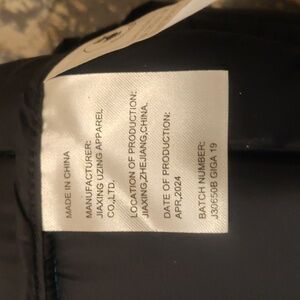 MADE IN CHINA
MANUFACTURER:
JIAXING UZING APPAREL
CO.,LTD.
LOCATION OF PRODUCTION:
JIAXING,ZHEJIANG,CHINA.
DATE OF PRODUCTION:
APR,2024
BATCH NUMBER:
J30650B GIGA 19